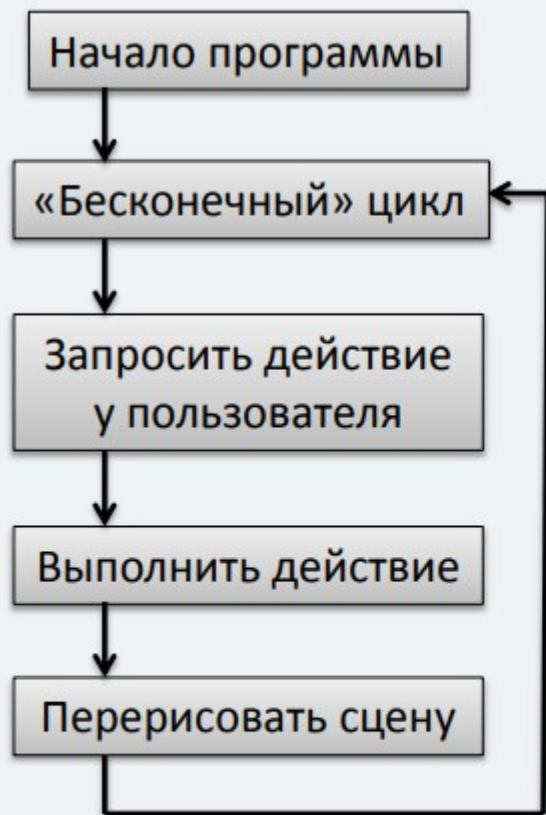 Начало программы
«Бесконечный» цикл
Запросить действие
у пользователя
Выполнить действие
Перерисовать сцену